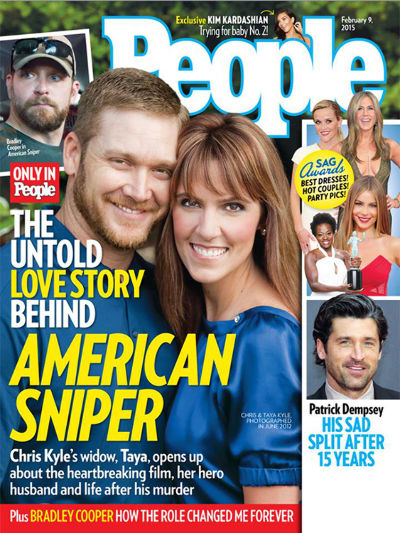 Exclusive KIM KARDASHIAN
Trying for baby No. 2!
February 9,
2015
People
Bradley
Cooper in
American Sniper
ONLY IN
People
SAG
Awards
BEST DRESSES!
HOT COUPLES!
PARTY PICS!
THE
UNTOLD
LOVE STORY
BEHIND
AMERICAN
SNIPER
CHRIS & TAYA KYLE,
PHOTOGRAPHED
IN JUNE 2012
Chris Kyle's widow, Taya, opens up
about the heartbreaking film, her hero
husband and life after his murder
Patrick Dempsey
HIS SAD
SPLIT AFTER
15 YEARS
Plus BRADLEY COOPER HOW THE ROLE CHANGED ME FOREVER